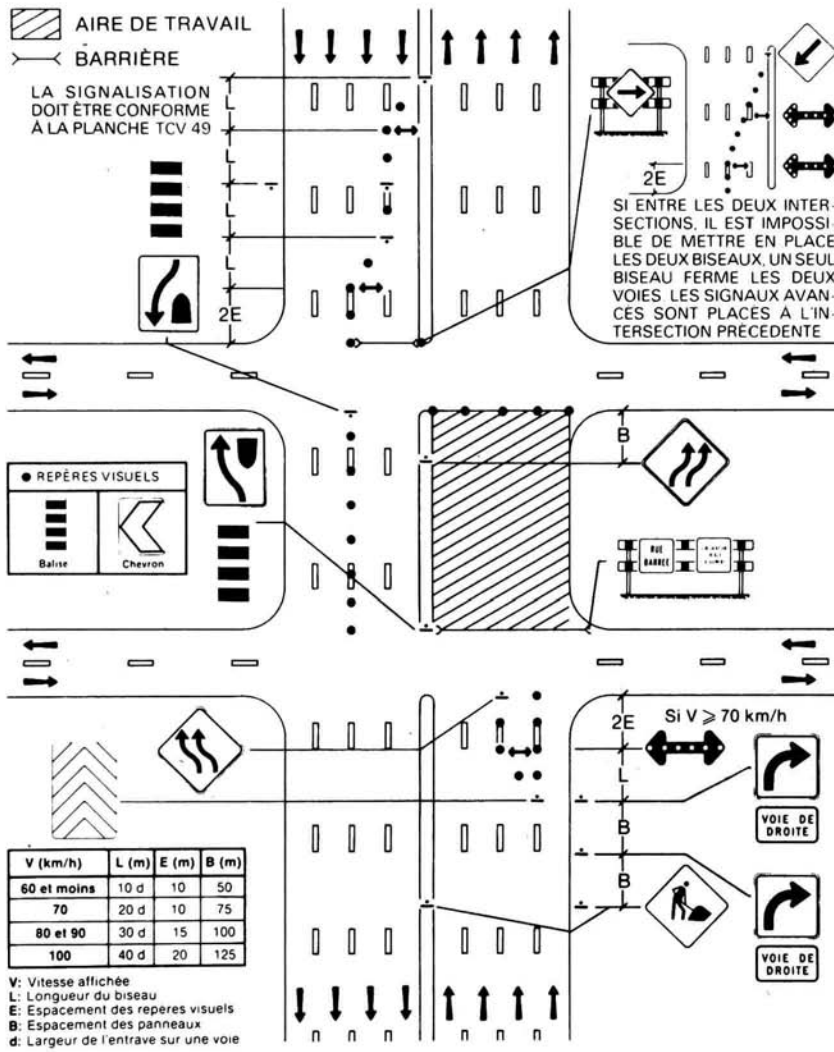 AIRE DE TRAVAIL
BARRIÈRE
LA SIGNALISATION
DOIT ÊTRE CONFORME
À LA PLANCHE TCV 49
L
L
L
L
2E
2E
SI ENTRE LES DEUX INTER-
SECTIONS, IL EST IMPOSSI-
BLE DE METTRE EN PLACE
LES DEUX BISEAUX, UN SEUL
BISEAU FERME LES DEUX
VOIES. LES SIGNAUX AVAN-
CÉS SONT PLACÉS À L'IN-
TERSECTION PRÉCÉDENTE
B
REPÈRES VISUELS
Balise Chevron
RUE
BARRÉE
2E
Si V ⩾ 70 km/h
L
B
B
VOIE DE
DROITE
VOIE DE
DROITE
V (km/h) L (m) E (m) B (m)
60 et moins 10 d 10 50
70 20 d 10 75
80 et 90 30 d 15 100
100 40 d 20 125
V: Vitesse affichée
L: Longueur du biseau
E: Espacement des repères visuels
B: Espacement des panneaux
d: Largeur de l'entrave sur une voie